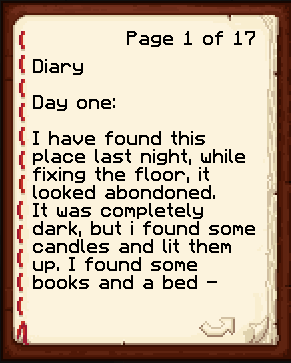 Page 1 of 17
Diary
Day one:
I have found this
place last night, while
fixing the floor, it
looked abondoned.
It was completely
dark, but i found some
candles and lit them
up. I found some
books and a bed -